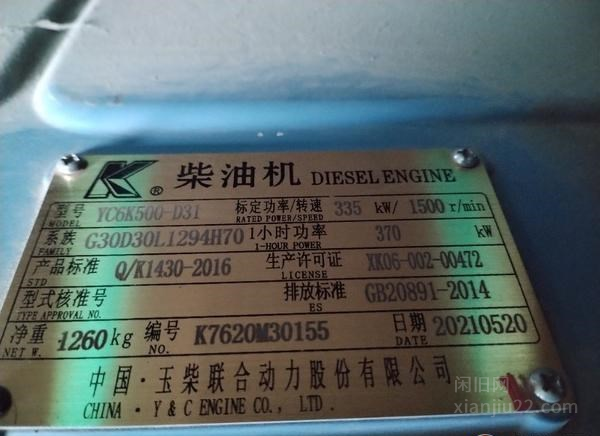 K ® 柴油机 DIESEL ENGINE
型号 YC6K500-D31 标定功率/转速 335 kW/ 1500 r/min
MODEL RATED POWER/SPEED
系族 G30D30L1294H70 1小时功率 370 kW
FAMILY 1-HOUR POWER
产品标准 Q/K1430-2016 生产许可证 XK06-002-00472
STD LICENSE
型式核准号 排放标准 GB20891-2014
TYPE APPROVAL NO. ES
净重 1260kg 编号 K7620M30155 日期 20210520
NET W. NO. DATE
中国·玉柴联合动力股份有限公司
CHINA · Y & C ENGINE CO., LTD.
闲旧网
xianjiu22.com